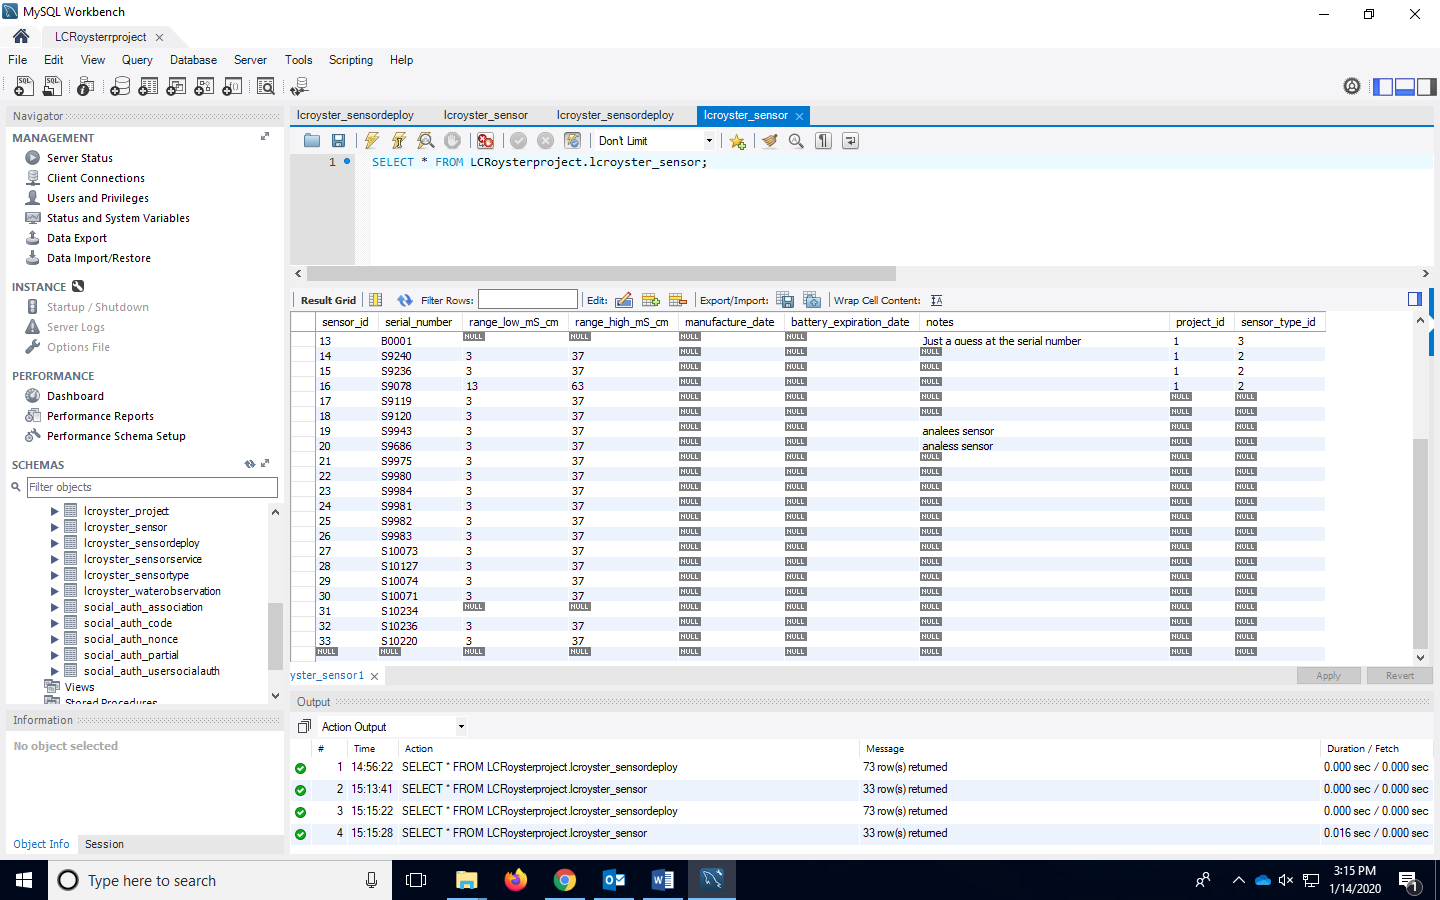 MySQL Workbench
LCRoysterrproject
File Edit View Query Database Server Tools Scripting Help
Navigator
MANAGEMENT
Server Status
Client Connections
Users and Privileges
Status and System Variables
Data Export
Data Import/Restore
INSTANCE
Startup / Shutdown
Server Logs
Options File
PERFORMANCE
Dashboard
Performance Reports
Performance Schema Setup
SCHEMAS
Filter objects
lcroyster_project
lcroyster_sensor
lcroyster_sensordeploy
lcroyster_sensorservice
lcroyster_sensortype
lcroyster_waterobservation
social_auth_association
social_auth_code
social_auth_nonce
social_auth_partial
social_auth_usersocialauth
Views
Stored Procedures
Information
No object selected
Object Info Session
lcroyster_sensordeploy lcroyster_sensor lcroyster_sensordeploy lcroyster_sensor
Don't Limit
1 SELECT * FROM LCRoysterproject.lcroyster_sensor;
Result Grid Filter Rows: Edit: Export/Import: Wrap Cell Content:
sensor_id serial_number range_low_mS_cm range_high_mS_cm manufacture_date battery_expiration_date notes project_id sensor_type_id
13 B0001 NULL NULL NULL NULL Just a guess at the serial number 1 3
14 S9240 3 37 NULL NULL NULL 1 2
15 S9236 3 37 NULL NULL NULL 1 2
16 S9078 13 63 NULL NULL NULL 1 2
17 S9119 3 37 NULL NULL NULL NULL NULL
18 S9120 3 37 NULL NULL NULL NULL NULL
19 S9943 3 37 NULL NULL analees sensor NULL NULL
20 S9686 3 37 NULL NULL analess sensor NULL NULL
21 S9975 3 37 NULL NULL NULL NULL NULL
22 S9980 3 37 NULL NULL NULL NULL NULL
23 S9984 3 37 NULL NULL NULL NULL NULL
24 S9981 3 37 NULL NULL NULL NULL NULL
25 S9982 3 37 NULL NULL NULL NULL NULL
26 S9983 3 37 NULL NULL NULL NULL NULL
27 S10073 3 37 NULL NULL NULL NULL NULL
28 S10127 3 37 NULL NULL NULL NULL NULL
29 S10074 3 37 NULL NULL NULL NULL NULL
30 S10071 3 37 NULL NULL NULL NULL NULL
31 S10234 NULL NULL NULL NULL NULL NULL NULL
32 S10236 3 37 NULL NULL NULL NULL NULL
33 S10220 3 37 NULL NULL NULL NULL NULL
NULL NULL NULL NULL NULL NULL NULL NULL NULL
yster_sensor1 Apply Revert
Output
Action Output
# Time Action Message Duration / Fetch
1 14:56:22 SELECT * FROM LCRoysterproject.lcroyster_sensordeploy 73 row(s) returned 0.000 sec / 0.000 sec
2 15:13:41 SELECT * FROM LCRoysterproject.lcroyster_sensor 33 row(s) returned 0.000 sec / 0.000 sec
3 15:15:22 SELECT * FROM LCRoysterproject.lcroyster_sensordeploy 73 row(s) returned 0.000 sec / 0.000 sec
4 15:15:28 SELECT * FROM LCRoysterproject.lcroyster_sensor 33 row(s) returned 0.016 sec / 0.000 sec
Type here to search
3:15 PM
1/14/2020
1